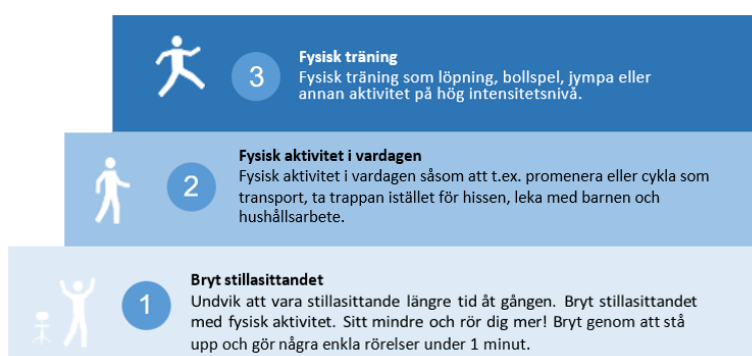 3
Fysisk träning
Fysisk träning som löpning, bollspel, jympa eller
annan aktivitet på hög intensitetsnivå.
2
Fysisk aktivitet i vardagen
Fysisk aktivitet i vardagen såsom att t.ex. promenera eller cykla som
transport, ta trappan istället för hissen, leka med barnen och
hushållsarbete.
1
Bryt stillasittandet
Undvik att vara stillasittande längre tid åt gången. Bryt stillasittandet
med fysisk aktivitet. Sitt mindre och rör dig mer! Bryt genom att stå
upp och gör några enkla rörelser under 1 minut.